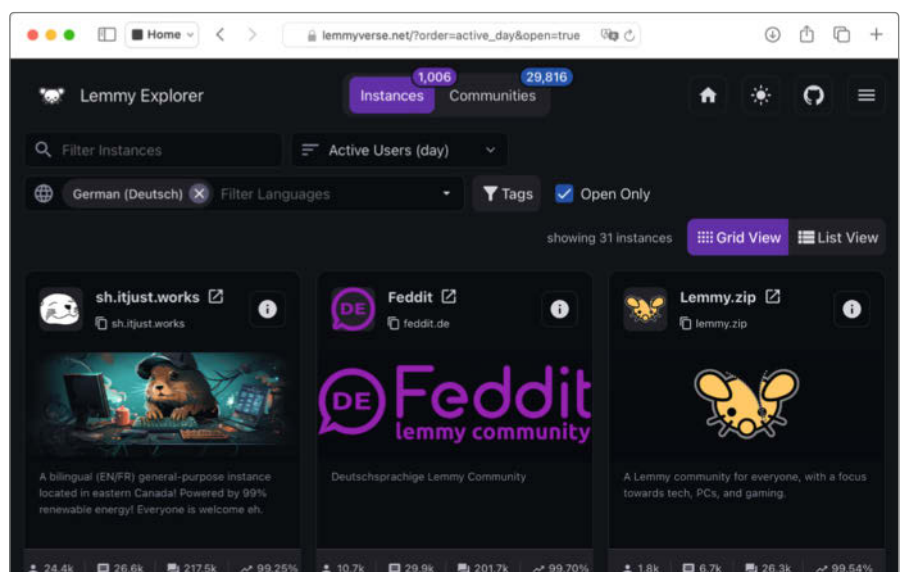 Home
lemmyverse.net/?order=active_day&open=true
Lemmy Explorer
1,006
29,816
Instances Communities
Filter Instances
Active Users (day)
German (Deutsch) Filter Languages
Tags
Open Only
showing 31 instances
Grid View
List View
sh.itjust.works
sh.itjust.works
A bilingual (EN/FR) general-purpose instance
located in eastern Canada! Powered by 99%
renewable energy! Everyone is welcome eh.
24.4k 26.6k 217.5k 99.25%
DE
Feddit
feddit.de
DE Feddit
lemmy community
Deutschsprachige Lemmy Community
10.7k 29.9k 201.7k 99.70%
Lemmy.zip
lemmy.zip
A Lemmy community for everyone, with a focus
towards tech, PCs, and gaming.
1.8k 6.7k 26.3k 99.54%